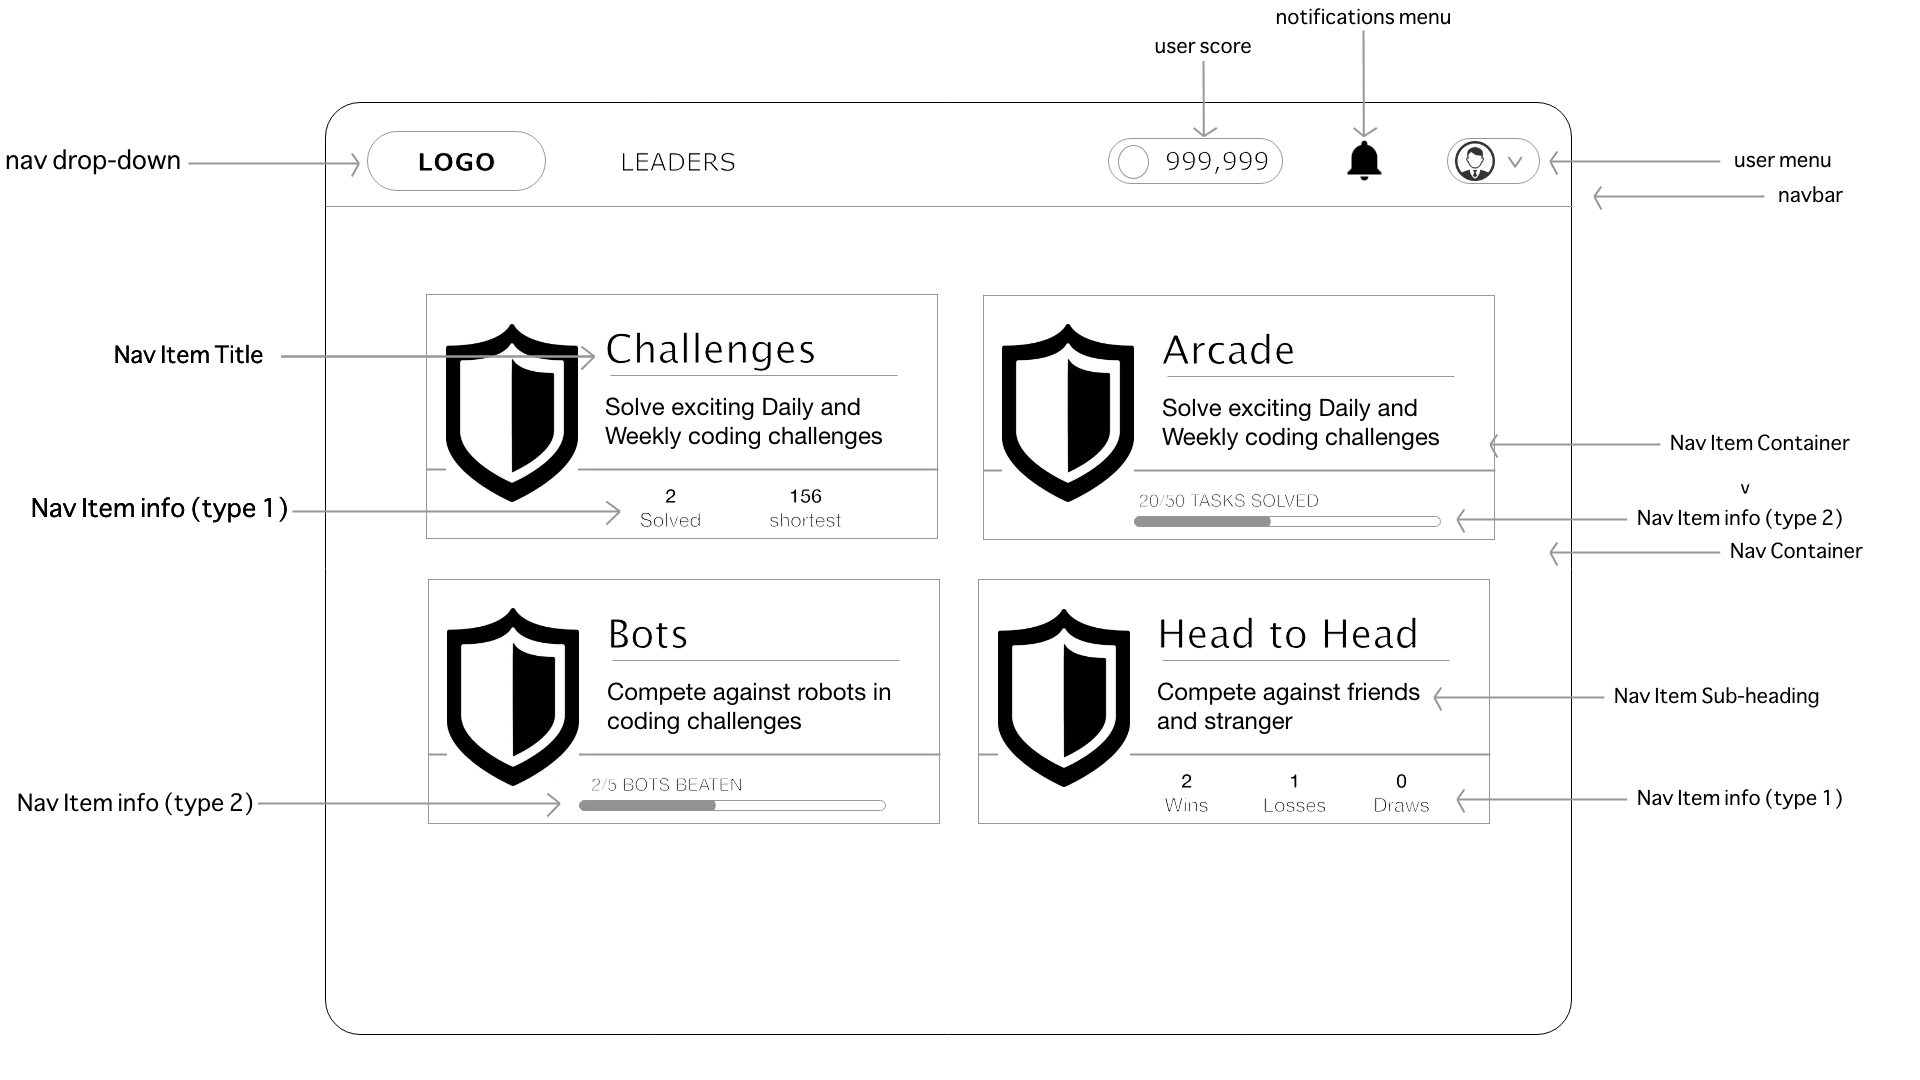 notifications menu
user score
nav drop-down
LOGO
LEADERS
999,999
user menu
navbar
Nav Item Title
Challenges
Solve exciting Daily and
Weekly coding challenges
Nav Item info (type 1)
2
Solved
156
shortest
Arcade
Solve exciting Daily and
Weekly coding challenges
Nav Item Container
v
20/50 TASKS SOLVED
Nav Item info (type 2)
Nav Container
Bots
Compete against robots in
coding challenges
Nav Item info (type 2)
2/5 BOTS BEATEN
Head to Head
Compete against friends
and stranger
Nav Item Sub-heading
2
Wins
1
Losses
0
Draws
Nav Item info (type 1)